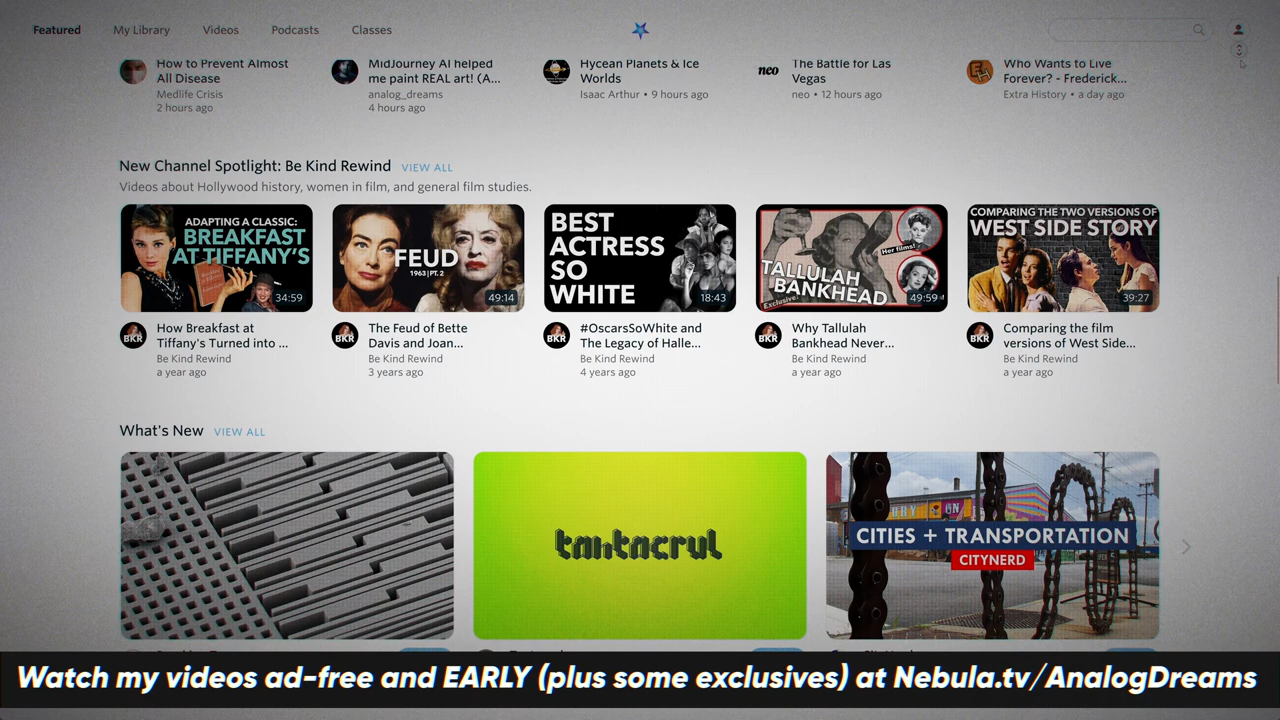 Featured
My Library
Videos
Podcasts
Classes
How to Prevent Almost
All Disease
Medlife Crisis
2 hours ago
MidJourney AI helped
me paint REAL art! (A...
analog_dreams
4 hours ago
Hycean Planets & Ice
Worlds
Isaac Arthur • 9 hours ago
neo
The Battle for Las
Vegas
neo • 12 hours ago
Who Wants to Live
Forever? - Frederick...
Extra History • a day ago
New Channel Spotlight: Be Kind Rewind VIEW ALL
Videos about Hollywood history, women in film, and general film studies.
ADAPTING A CLASSIC:
BREAKFAST
AT TIFFANY'S
34:59
FEUD
1963 | PT. 2
49:14
BEST
ACTRESS
SO
WHITE
18:43
Her films!
TALLULAH
BANKHEAD
Exclusive
49:59
COMPARING THE TWO VERSIONS OF
WEST SIDE STORY
39:27
BKR
How Breakfast at
Tiffany's Turned into ...
Be Kind Rewind
a year ago
BKR
The Feud of Bette
Davis and Joan...
Be Kind Rewind
3 years ago
BKR
#OscarsSoWhite and
The Legacy of Halle...
Be Kind Rewind
4 years ago
BKR
Why Tallulah
Bankhead Never...
Be Kind Rewind
a year ago
BKR
Comparing the film
versions of West Side...
Be Kind Rewind
a year ago
What's New VIEW ALL
tantacrul
CITIES + TRANSPORTATION
CITYNERD
Watch my videos ad-free and EARLY (plus some exclusives) at Nebula.tv/AnalogDreams